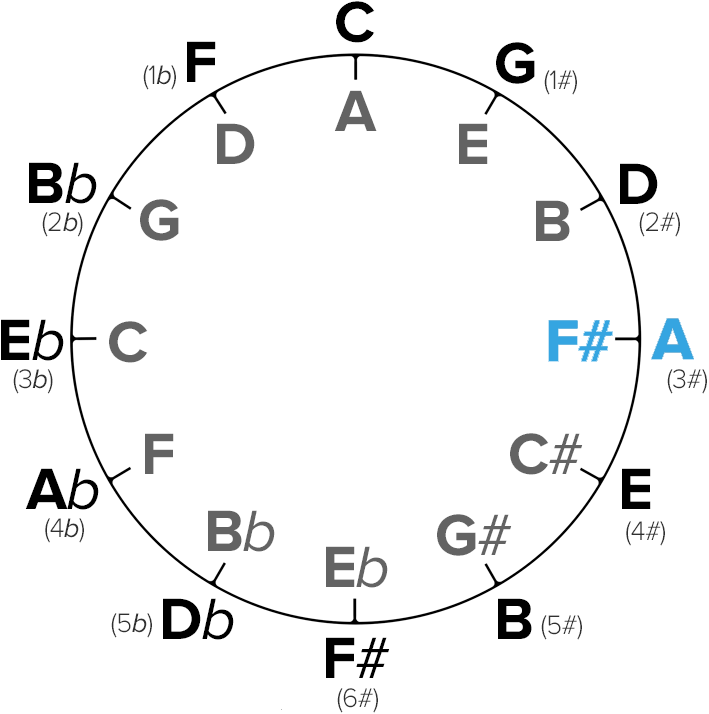 C
F
(1b)
G
(1#)
A
D
E
Bb
(2b)
G
B
D
(2#)
Eb
(3b)
C
F#
A
(3#)
F
C#
Ab
(4b)
E
(4#)
Bb
G#
Eb
(5b)
Db
B
(5#)
F#
(6#)